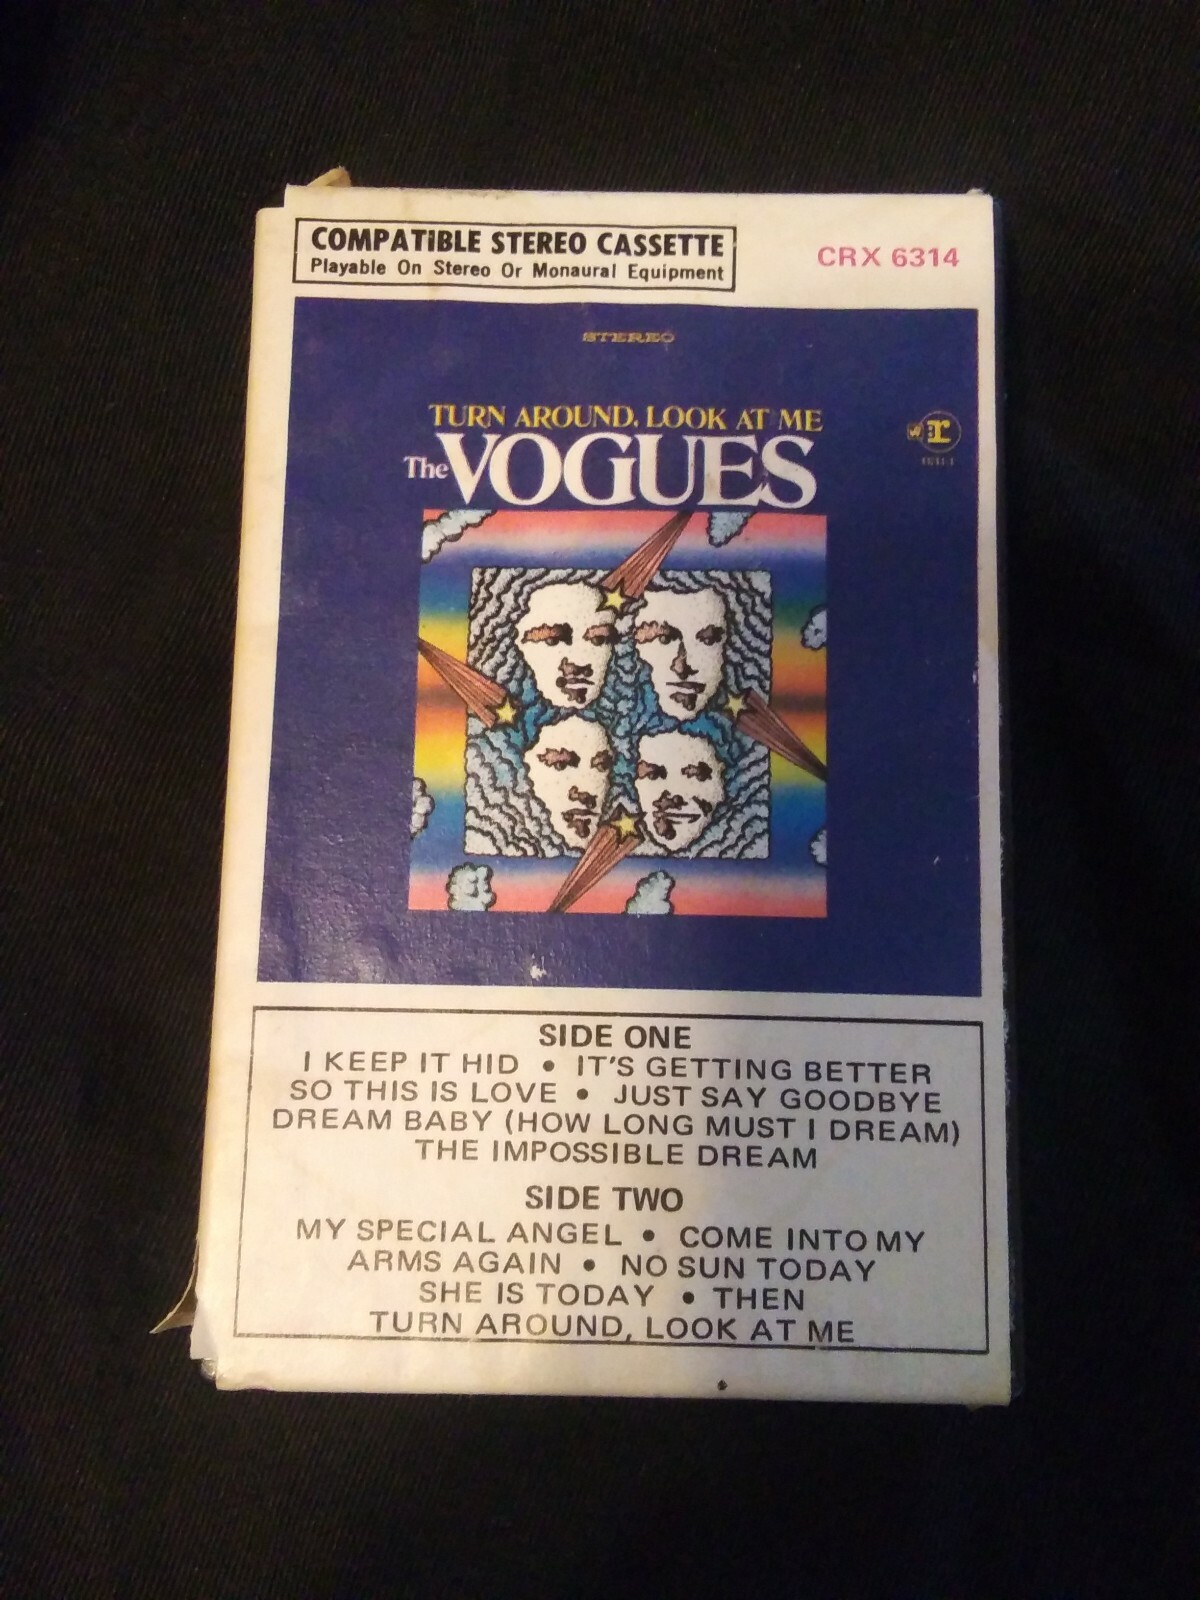 COMPATIBLE STEREO CASSETTE
Playable On Stereo Or Monaural Equipment
CRX 6314
STEREO
TURN AROUND, LOOK AT ME
The VOGUES
r
SIDE ONE
I KEEP IT HID • IT'S GETTING BETTER
SO THIS IS LOVE • JUST SAY GOODBYE
DREAM BABY (HOW LONG MUST I DREAM)
THE IMPOSSIBLE DREAM
SIDE TWO
MY SPECIAL ANGEL • COME INTO MY
ARMS AGAIN • NO SUN TODAY
SHE IS TODAY • THEN
TURN AROUND, LOOK AT ME